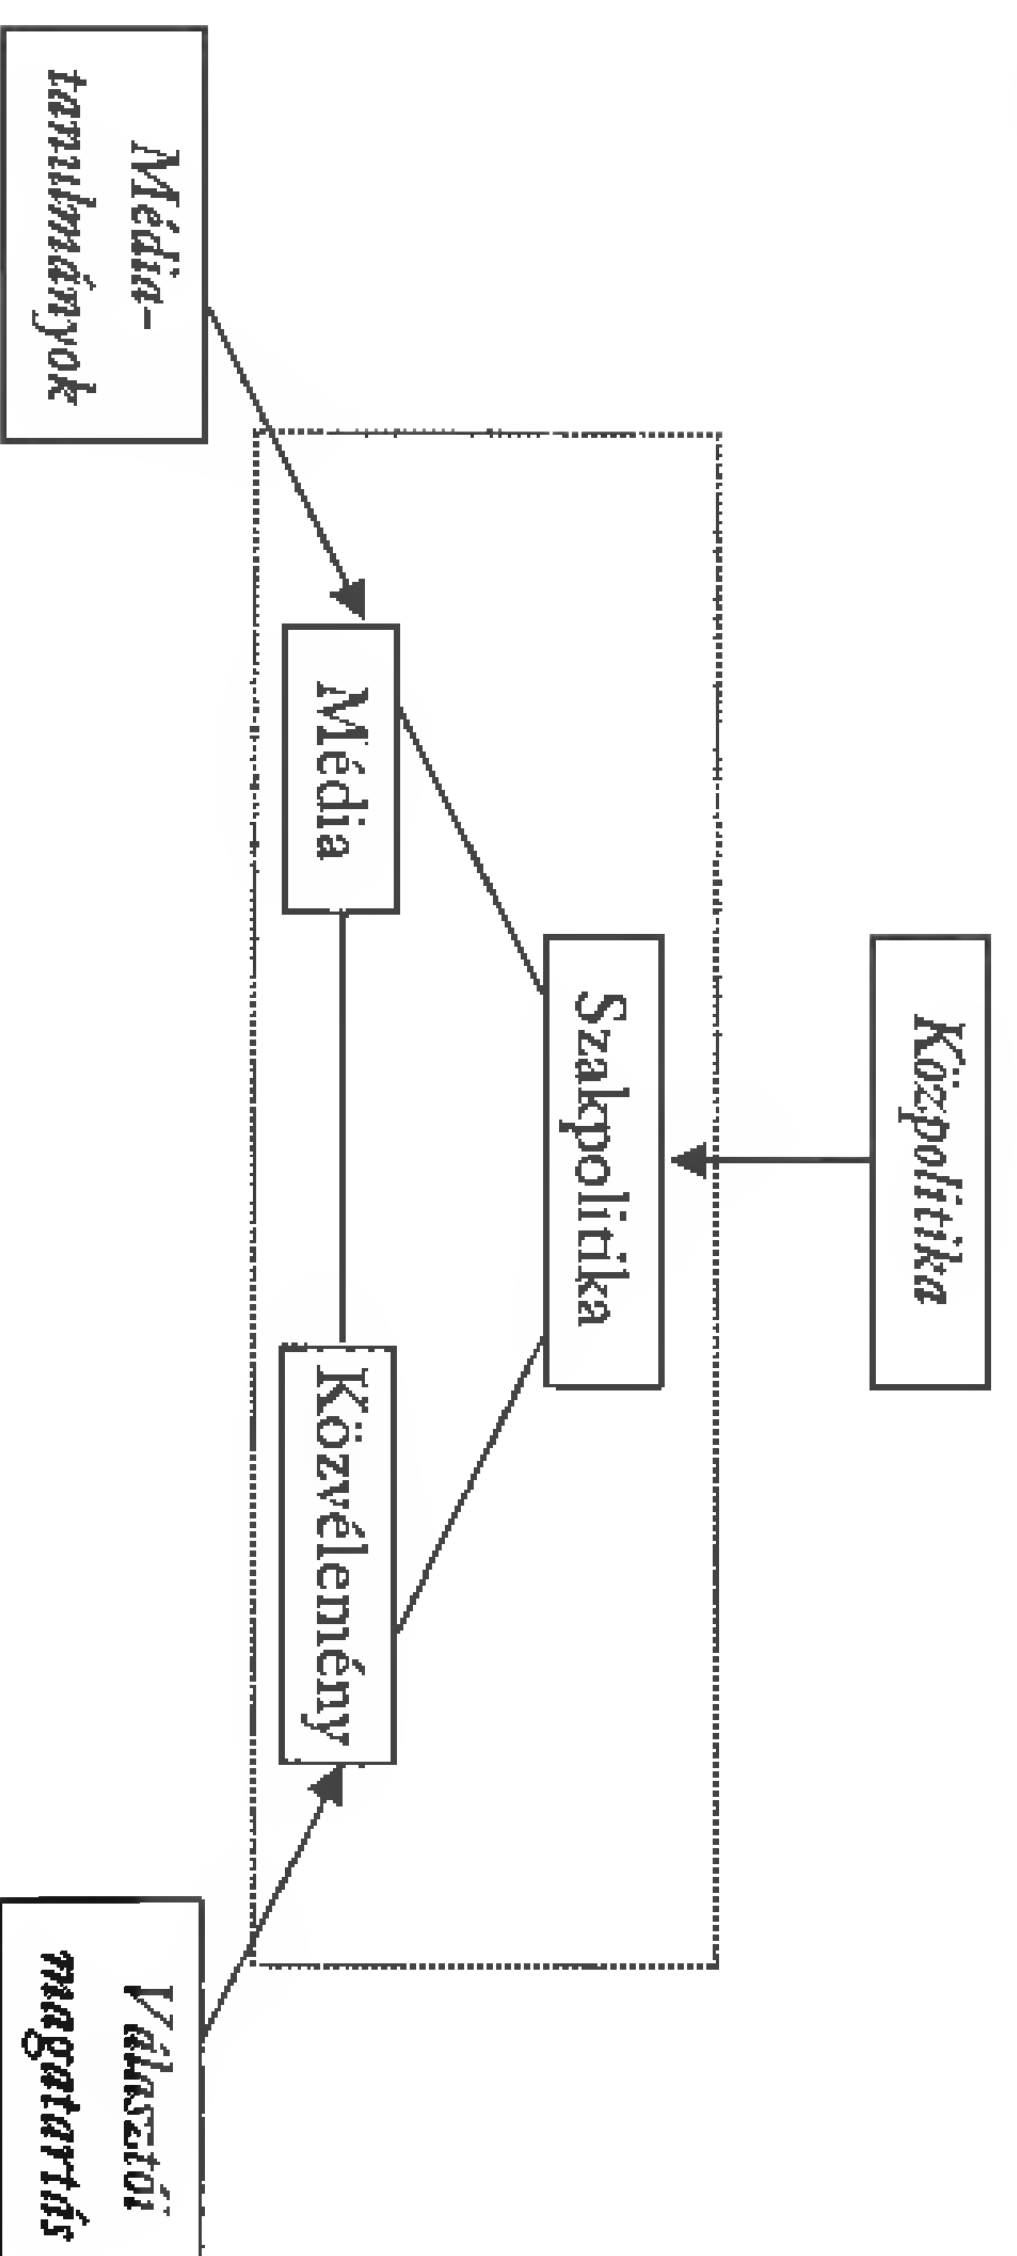 Közpolitika
Szakpolitika
Média
Közvélemény
Média-
tanulmányok
Választói
magatartás